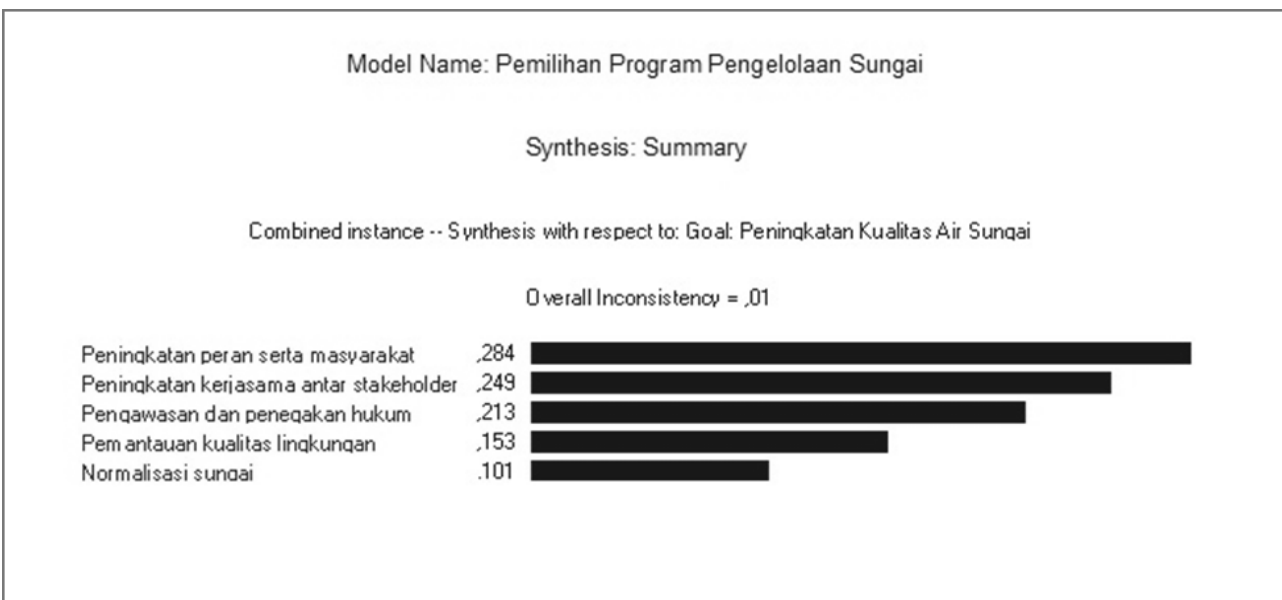 Model Name: Pemilihan Program Pengelolaan Sungai
Synthesis: Summary
Combined instance -- Synthesis with respect to: Goal: Peningkatan Kualitas Air Sungai
Overall Inconsistency = ,01
Peningkatan peran serta masyarakat ,284
Peningkatan kerjasama antar stakeholder ,249
Pengawasan dan penegakan hukum ,213
Pemantauan kualitas lingkungan ,153
Normalisasi sungai ,101